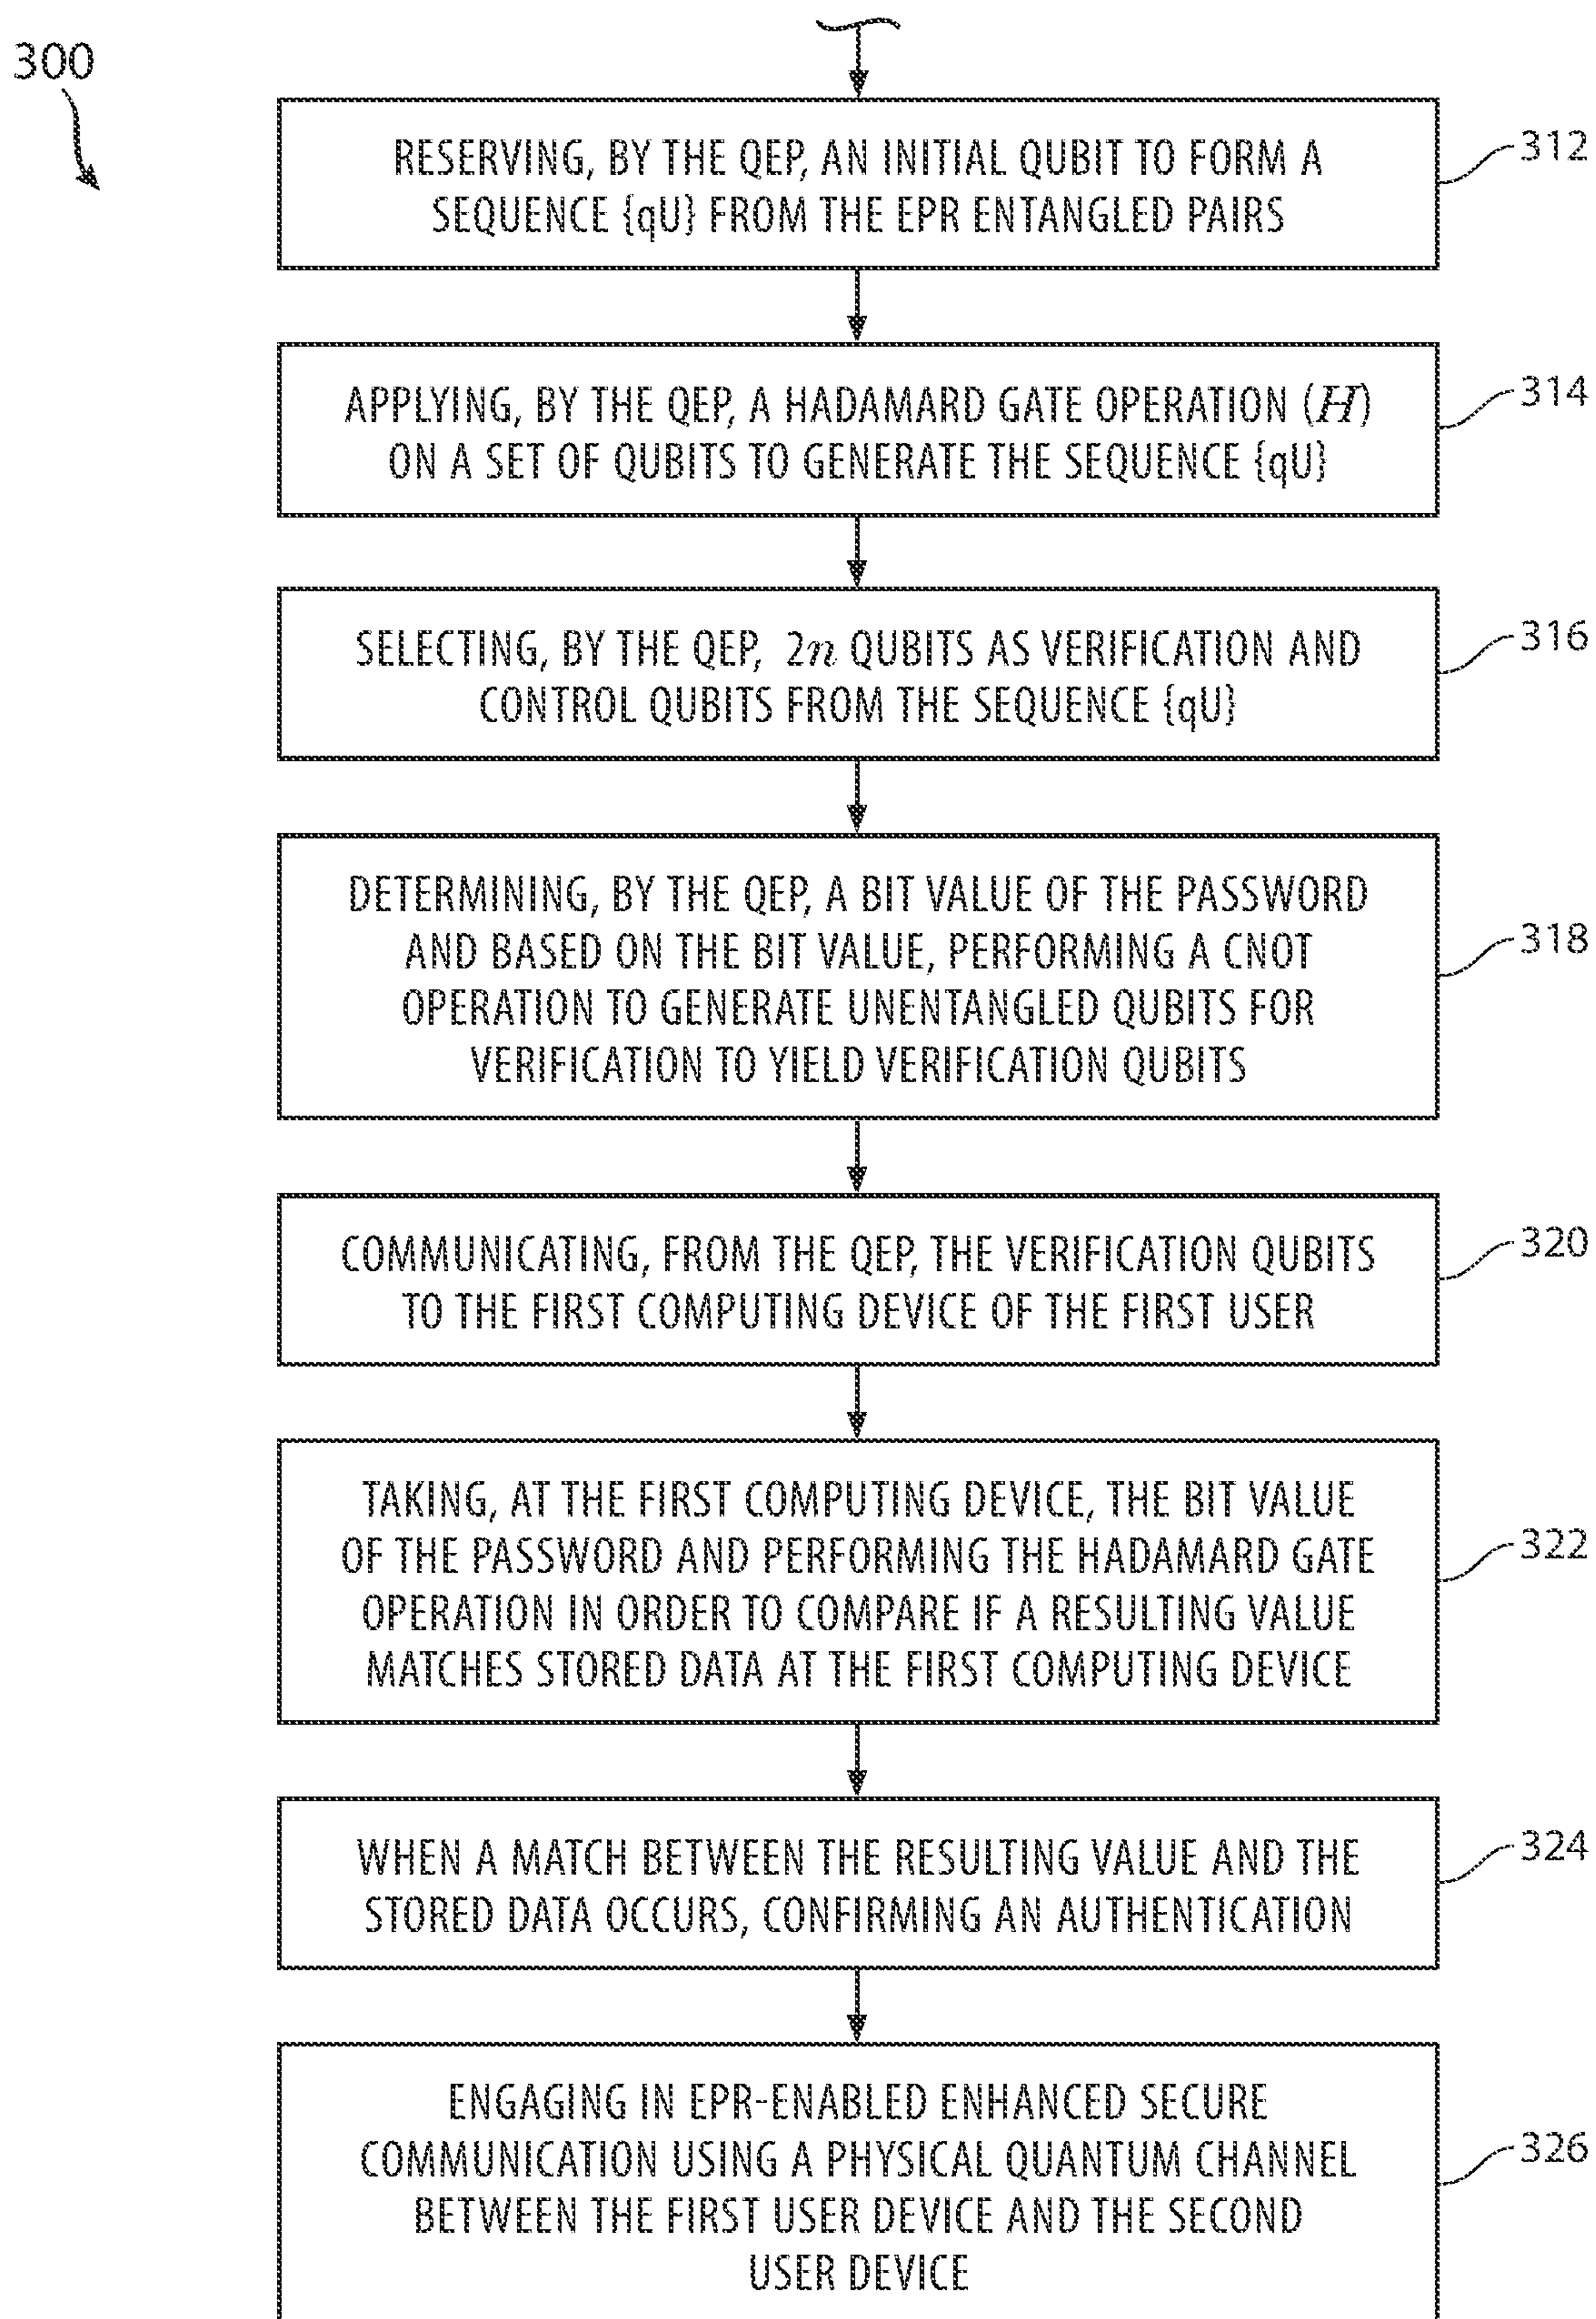 300
RESERVING, BY THE QEP, AN INITIAL QUBIT TO FORM A
SEQUENCE {qU} FROM THE EPR ENTANGLED PAIRS
312
APPLYING, BY THE QEP, A HADAMARD GATE OPERATION (H)
ON A SET OF QUBITS TO GENERATE THE SEQUENCE {qU}
314
SELECTING, BY THE QEP, 2n QUBITS AS VERIFICATION AND
CONTROL QUBITS FROM THE SEQUENCE {qU}
316
DETERMINING, BY THE QEP, A BIT VALUE OF THE PASSWORD
AND BASED ON THE BIT VALUE, PERFORMING A CNOT
OPERATION TO GENERATE UNENTANGLED QUBITS FOR
VERIFICATION TO YIELD VERIFICATION QUBITS
318
COMMUNICATING, FROM THE QEP, THE VERIFICATION QUBITS
TO THE FIRST COMPUTING DEVICE OF THE FIRST USER
320
TAKING, AT THE FIRST COMPUTING DEVICE, THE BIT VALUE
OF THE PASSWORD AND PERFORMING THE HADAMARD GATE
OPERATION IN ORDER TO COMPARE IF A RESULTING VALUE
MATCHES STORED DATA AT THE FIRST COMPUTING DEVICE
322
WHEN A MATCH BETWEEN THE RESULTING VALUE AND THE
STORED DATA OCCURS, CONFIRMING AN AUTHENTICATION
324
ENGAGING IN EPR-ENABLED ENHANCED SECURE
COMMUNICATION USING A PHYSICAL QUANTUM CHANNEL
BETWEEN THE FIRST USER DEVICE AND THE SECOND
USER DEVICE
326